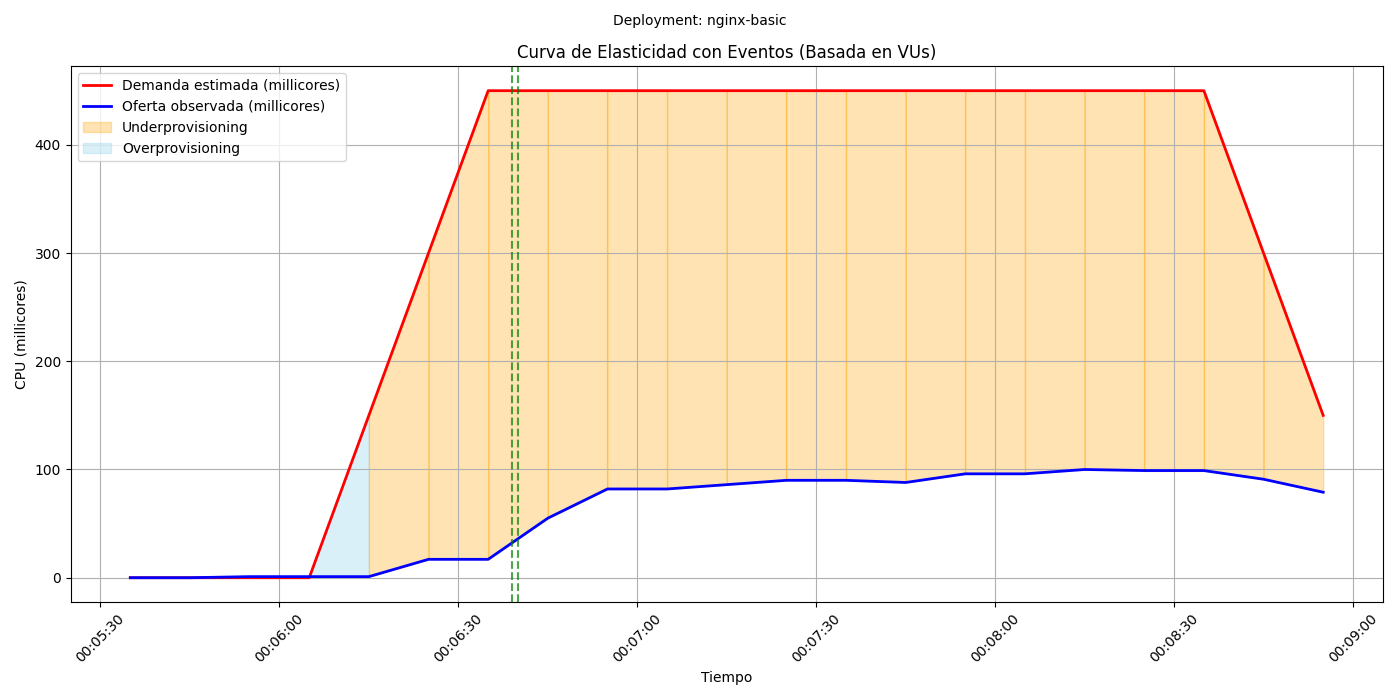 Deployment: nginx-basic
Curva de Elasticidad con Eventos (Basada en VUs)
Demanda estimada (millicores)
Oferta observada (millicores)
Underprovisioning
Overprovisioning
CPU (millicores)
400
300
200
100
0
00:05:30
00:06:00
00:06:30
00:07:00
00:07:30
00:08:00
00:08:30
00:09:00
Tiempo